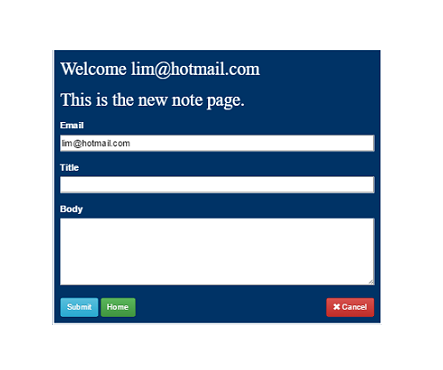 Welcome lim@hotmail.com
This is the new note page.
Email
lim@hotmail.com
Title
Body
Submit Home ✖ Cancel